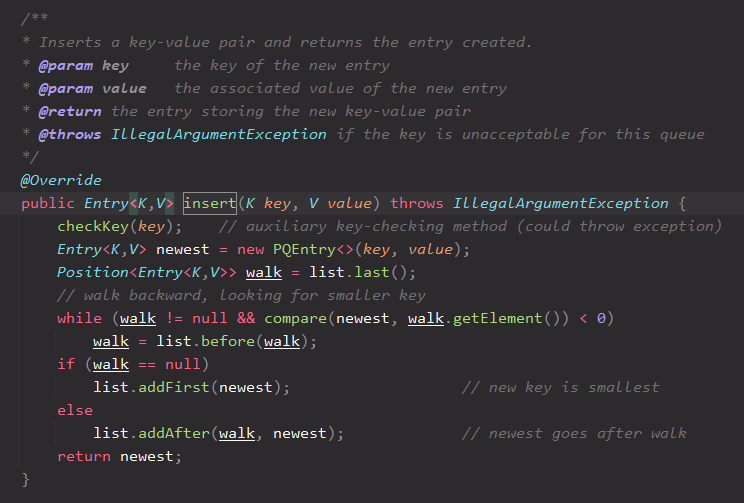 /**
* Inserts a key-value pair and returns the entry created.
* @param key     the key of the new entry
* @param value   the associated value of the new entry
* @return the entry storing the new key-value pair
* @throws IllegalArgumentException if the key is unacceptable for this queue
*/
@Override
public Entry<K,V> insert(K key, V value) throws IllegalArgumentException {
    checkKey(key);    // auxiliary key-checking method (could throw exception)
    Entry<K,V> newest = new PQEntry<>(key, value);
    Position<Entry<K,V>> walk = list.last();
    // walk backward, looking for smaller key
    while (walk != null && compare(newest, walk.getElement()) < 0)
        walk = list.before(walk);
    if (walk == null)
        list.addFirst(newest);                   // new key is smallest
    else
        list.addAfter(walk, newest);             // newest goes after walk
    return newest;
}